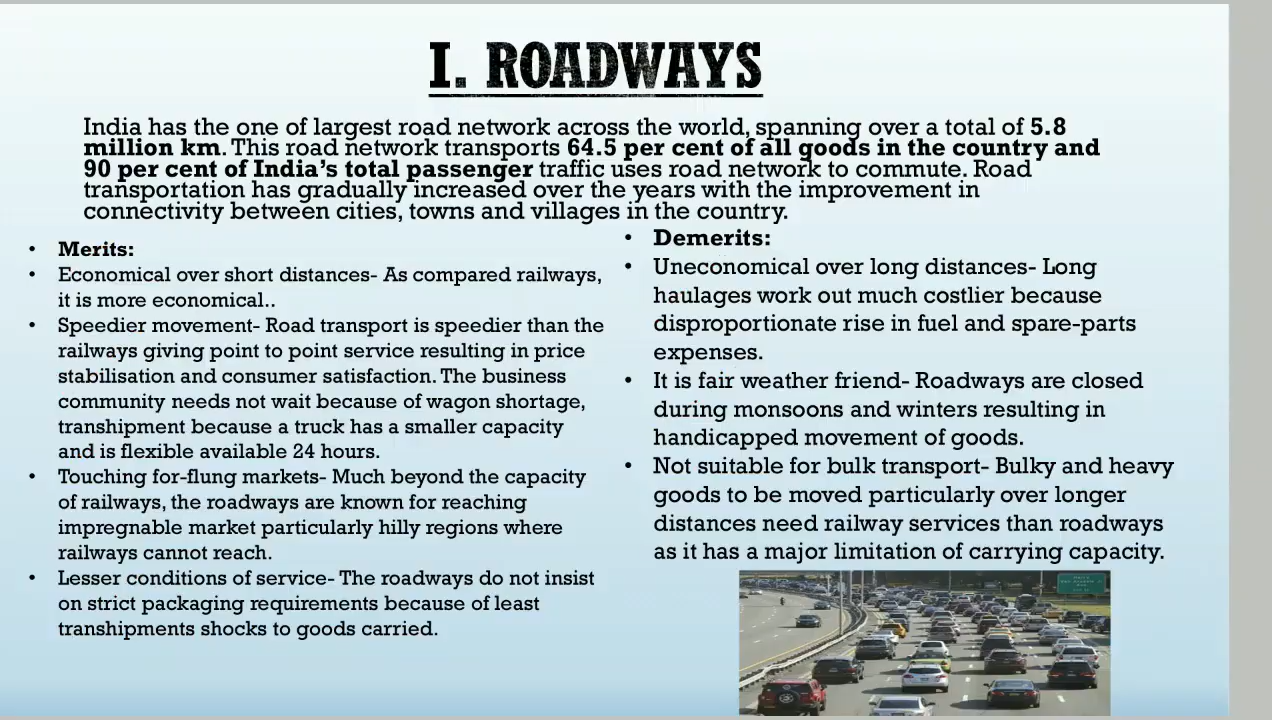 I. ROADWAYS
India has the one of largest road network across the world, spanning over a total of 5.8
million km. This road network transports 64.5 per cent of all goods in the country and
90 per cent of India's total passenger traffic uses road network to commute. Road
transportation has gradually increased over the years with the improvement in
connectivity between cities, towns and villages in the country.
• Merits:
• Economical over short distances- As compared railways,
it is more economical..
• Speedier movement- Road transport is speedier than the
railways giving point to point service resulting in price
stabilisation and consumer satisfaction. The business
community needs not wait because of wagon shortage,
transhipment because a truck has a smaller capacity
and is flexible available 24 hours.
• Touching for-flung markets- Much beyond the capacity
of railways, the roadways are known for reaching
impregnable market particularly hilly regions where
railways cannot reach.
• Lesser conditions of service- The roadways do not insist
on strict packaging requirements because of least
transhipments shocks to goods carried.
• Demerits:
• Uneconomical over long distances- Long
haulages work out much costlier because
disproportionate rise in fuel and spare-parts
expenses.
• It is fair weather friend- Roadways are closed
during monsoons and winters resulting in
handicapped movement of goods.
• Not suitable for bulk transport- Bulky and heavy
goods to be moved particularly over longer
distances need railway services than roadways
as it has a major limitation of carrying capacity.